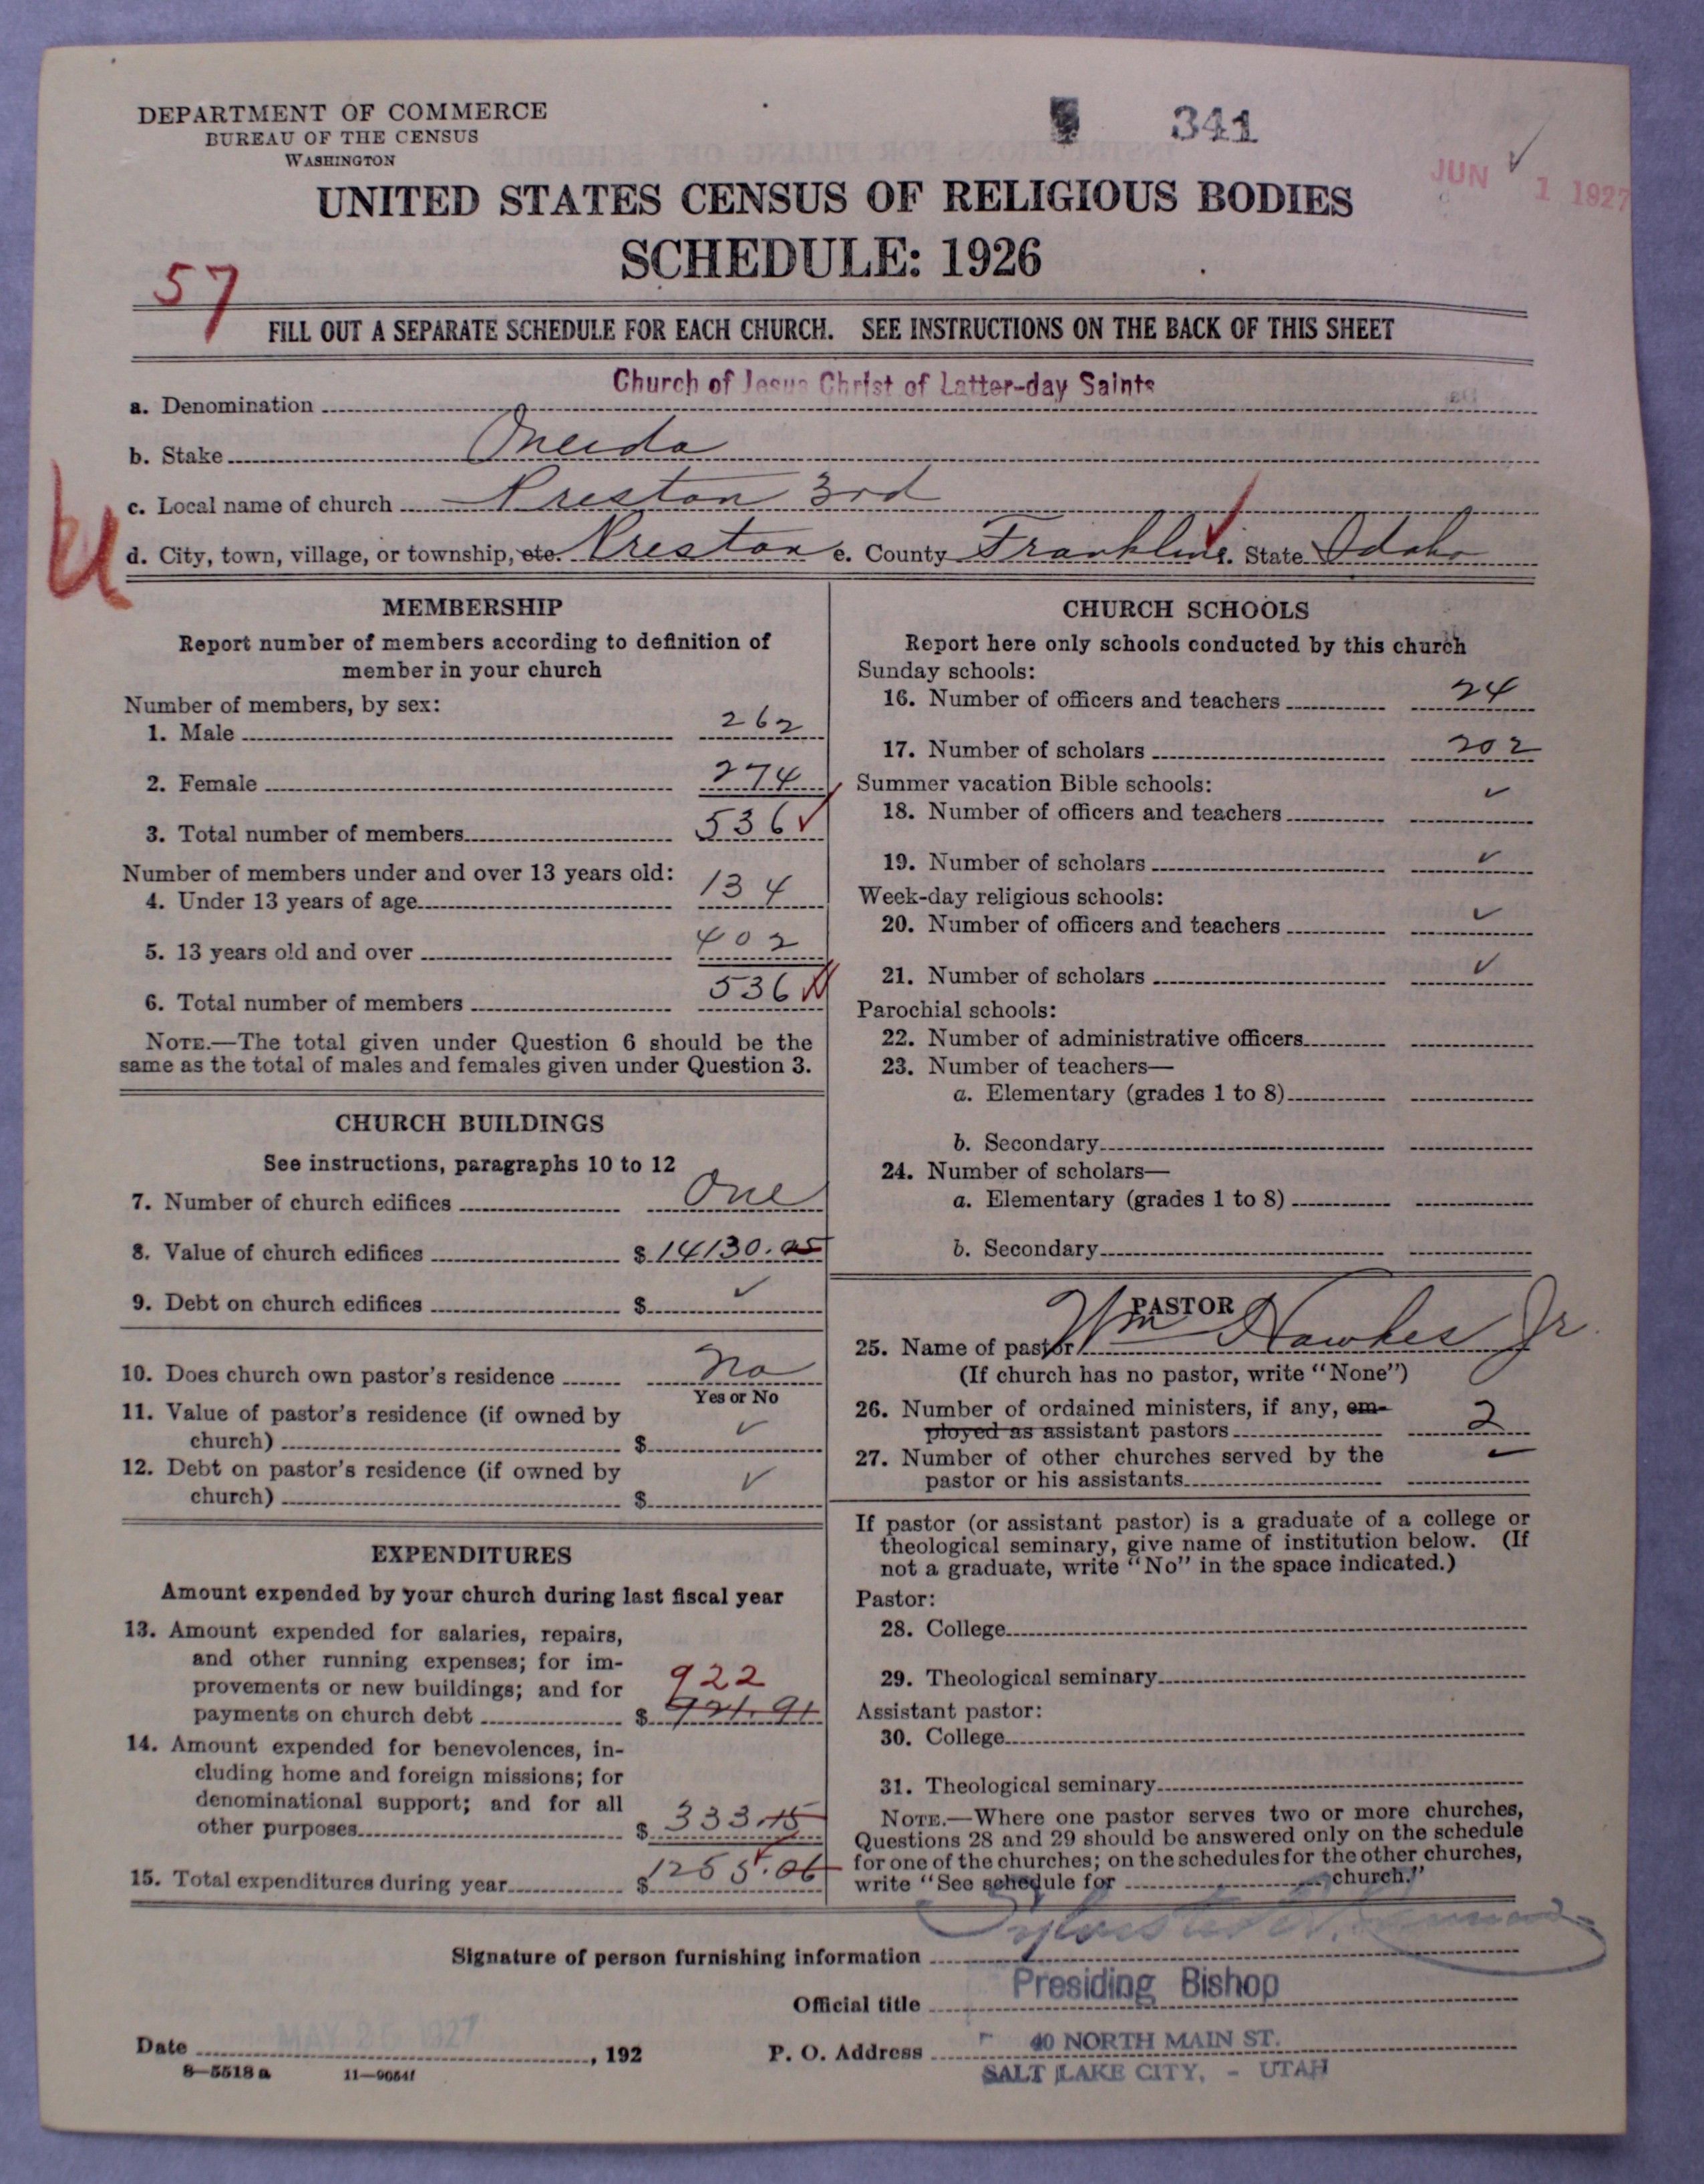 DEPARTMENT OF COMMERCE
BUREAU OF THE CENSUS
WASHINGTON
341
JUN 1 1927
UNITED STATES CENSUS OF RELIGIOUS BODIES
SCHEDULE: 1926
57
FILL OUT A SEPARATE SCHEDULE FOR EACH CHURCH. SEE INSTRUCTIONS ON THE BACK OF THIS SHEET
a. Denomination Church of Jesus Christ of Latter-day Saints
b. Stake Oneida
c. Local name of church Preston 3rd
d. City, town, village, or township, etc. Preston e. County Franklin f. State Idaho
MEMBERSHIP
Report number of members according to definition of
member in your church
Number of members, by sex:
1. Male 262
2. Female 274
3. Total number of members 536
Number of members under and over 13 years old:
4. Under 13 years of age 134
5. 13 years old and over 402
6. Total number of members 536
NOTE.—The total given under Question 6 should be the
same as the total of males and females given under Question 3.
CHURCH BUILDINGS
See instructions, paragraphs 10 to 12
7. Number of church edifices One
8. Value of church edifices $ 14130.05
9. Debt on church edifices $ ✓
10. Does church own pastor's residence No
Yes or No
11. Value of pastor's residence (if owned by
church) $ ✓
12. Debt on pastor's residence (if owned by
church) $ ✓
EXPENDITURES
Amount expended by your church during last fiscal year
13. Amount expended for salaries, repairs,
and other running expenses; for im-
provements or new buildings; and for
922
payments on church debt $ 921.91
14. Amount expended for benevolences, in-
cluding home and foreign missions; for
denominational support; and for all
other purposes $ 333.15
15. Total expenditures during year $ 1255.06
CHURCH SCHOOLS
Report here only schools conducted by this church
Sunday schools:
16. Number of officers and teachers 24
17. Number of scholars 202
Summer vacation Bible schools:
18. Number of officers and teachers ✓
19. Number of scholars ✓
Week-day religious schools:
20. Number of officers and teachers ✓
21. Number of scholars ✓
Parochial schools:
22. Number of administrative officers
23. Number of teachers—
a. Elementary (grades 1 to 8)
b. Secondary
24. Number of scholars—
a. Elementary (grades 1 to 8)
b. Secondary
PASTOR
25. Name of pastor Wm Hawkes Jr.
(If church has no pastor, write "None")
26. Number of ordained ministers, if any, em-
ployed as assistant pastors 2
27. Number of other churches served by the
pastor or his assistants ✓
If pastor (or assistant pastor) is a graduate of a college or
theological seminary, give name of institution below. (If
not a graduate, write "No" in the space indicated.)
Pastor:
28. College
29. Theological seminary
Assistant pastor:
30. College
31. Theological seminary
NOTE.—Where one pastor serves two or more churches,
Questions 28 and 29 should be answered only on the schedule
for one of the churches; on the schedules for the other churches,
write "See schedule for church."
Signature of person furnishing information
Official title Presiding Bishop
Date MAY 26 1927, 192
P. O. Address 40 NORTH MAIN ST.
SALT LAKE CITY, - UTAH
8—5518 a